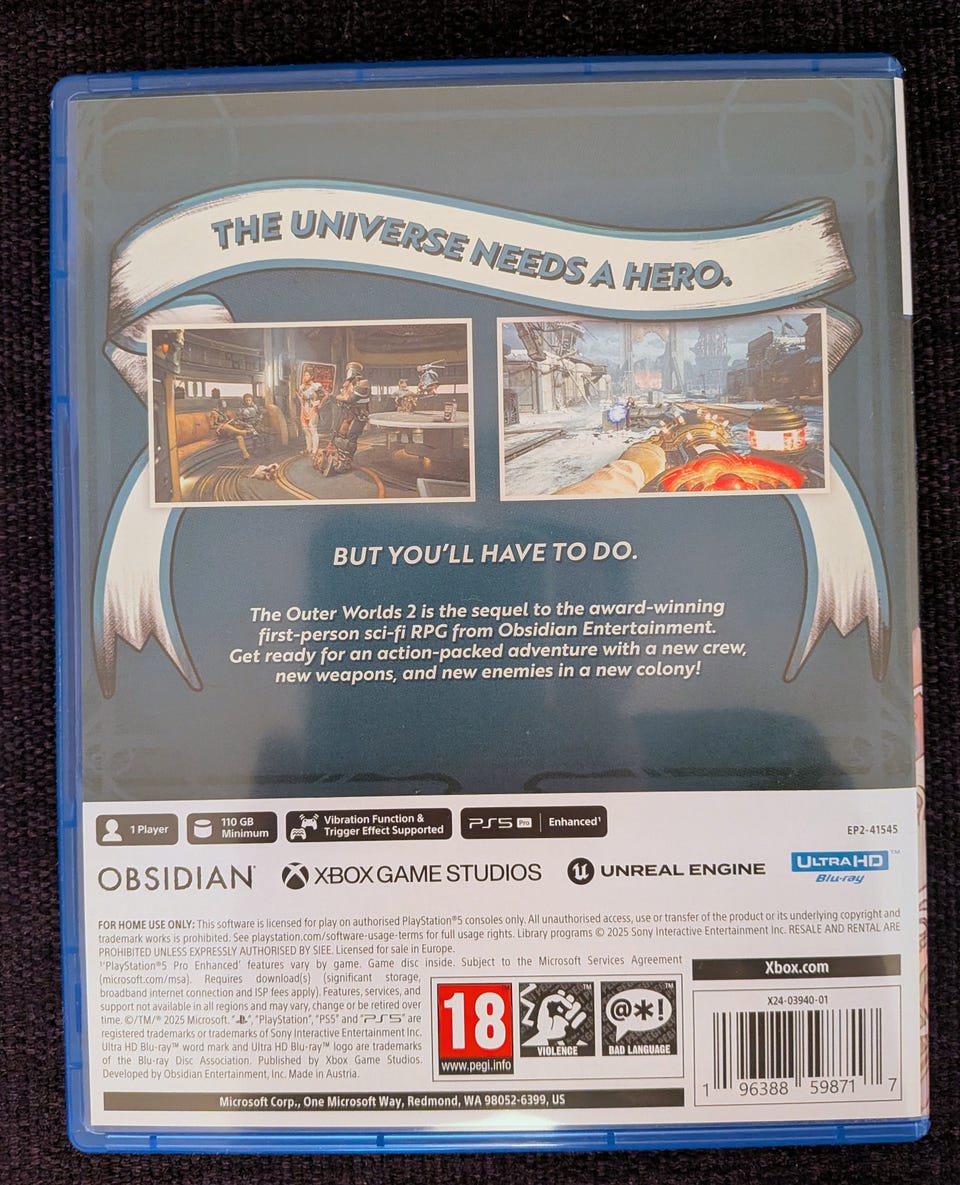 THE UNIVERSE NEEDS A HERO.
BUT YOU'LL HAVE TO DO.
The Outer Worlds 2 is the sequel to the award-winning
first-person sci-fi RPG from Obsidian Entertainment.
Get ready for an action-packed adventure with a new crew,
new weapons, and new enemies in a new colony!
1 Player
110 GB
Minimum
Vibration Function &
Trigger Effect Supported
PS5 Pro Enhanced¹
EP2-41545
OBSIDIAN
XBOX GAME STUDIOS
UNREAL ENGINE
ULTRA HD™
Blu-ray
FOR HOME USE ONLY: This software is licensed for play on authorised PlayStation®5 consoles only. All unauthorised access, use or transfer of the product or its underlying copyright and
trademark works is prohibited. See playstation.com/software-usage-terms for full usage rights. Library programs © 2025 Sony Interactive Entertainment Inc. RESALE AND RENTAL ARE
PROHIBITED UNLESS EXPRESSLY AUTHORISED BY SIEE. Licensed for sale in Europe.
¹'PlayStation®5 Pro Enhanced' features vary by game. Game disc inside. Subject to the Microsoft Services Agreement
(microsoft.com/msa). Requires download(s) (significant storage,
broadband internet connection and ISP fees apply). Features, services, and
support not available in all regions and may vary, change or be retired over
time. ©/TM/® 2025 Microsoft. "PS", "PlayStation", "PS5" and "PS5" are
registered trademarks or trademarks of Sony Interactive Entertainment Inc.
Ultra HD Blu-ray™ word mark and Ultra HD Blu-ray™ logo are trademarks
of the Blu-ray Disc Association. Published by Xbox Game Studios.
Developed by Obsidian Entertainment, Inc. Made in Austria.
18
www.pegi.info
VIOLENCE
@*!
BAD LANGUAGE
Xbox.com
X24-03940-01
1 96388 59871 7
Microsoft Corp., One Microsoft Way, Redmond, WA 98052-6399, US